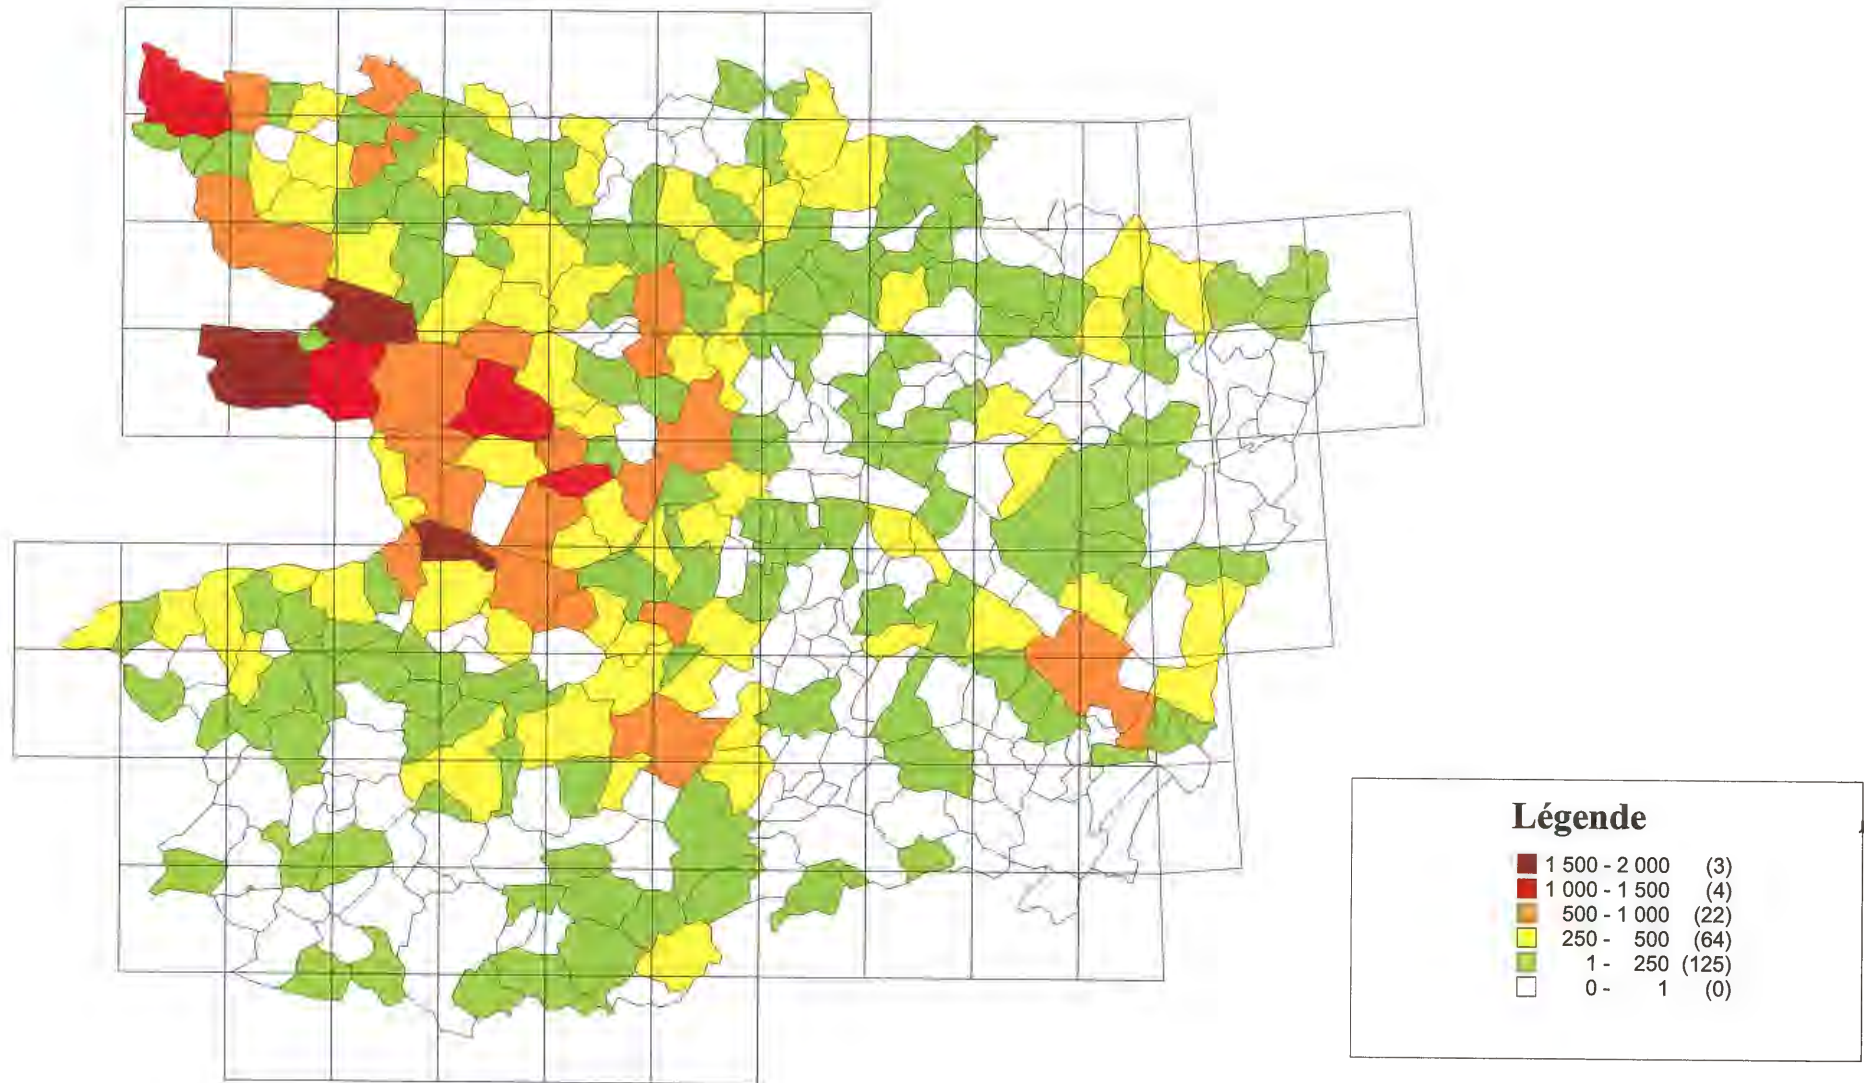 Légende
1 500 - 2 000 (3)
1 000 - 1 500 (4)
500 - 1 000 (22)
250 - 500 (64)
1 - 250 (125)
0 - 1 (0)